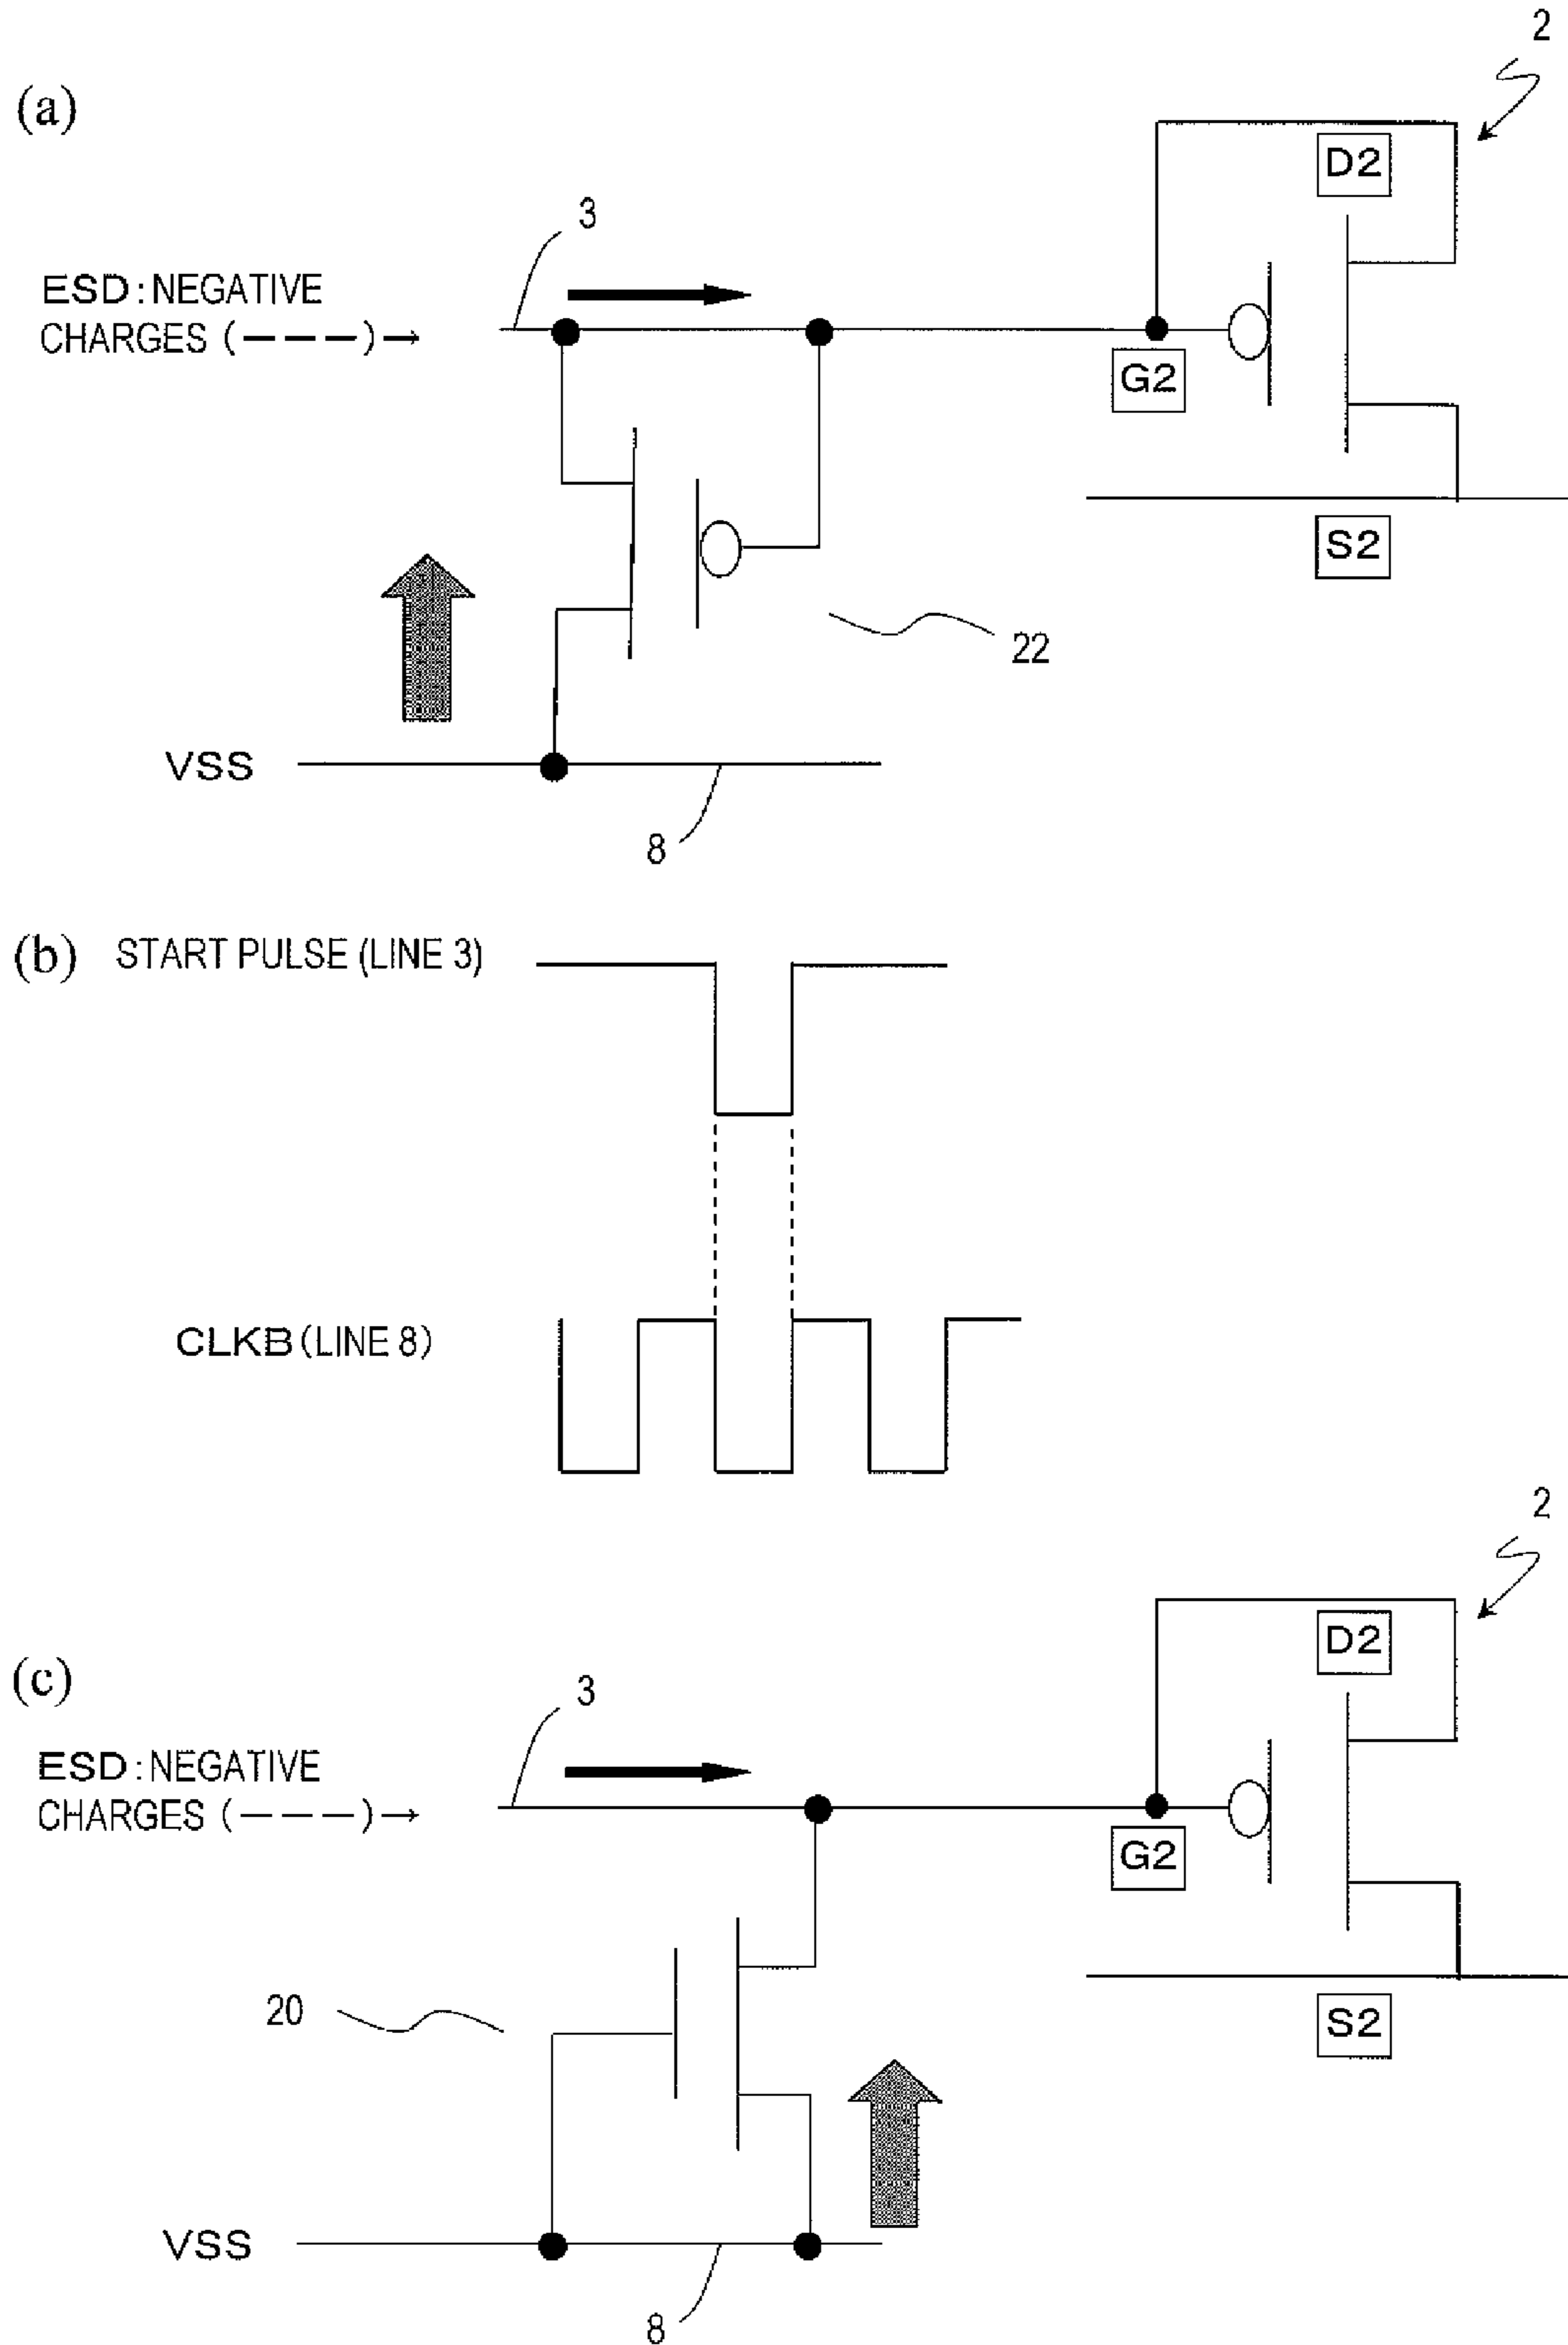 2
(a)
D2
3
ESD:NEGATIVE
CHARGES (----)→
G2
S2
22
VSS
8
(b) START PULSE (LINE 3)
CLKB (LINE 8)
2
(c)
D2
3
ESD:NEGATIVE
CHARGES (----)→
G2
20
S2
VSS
8